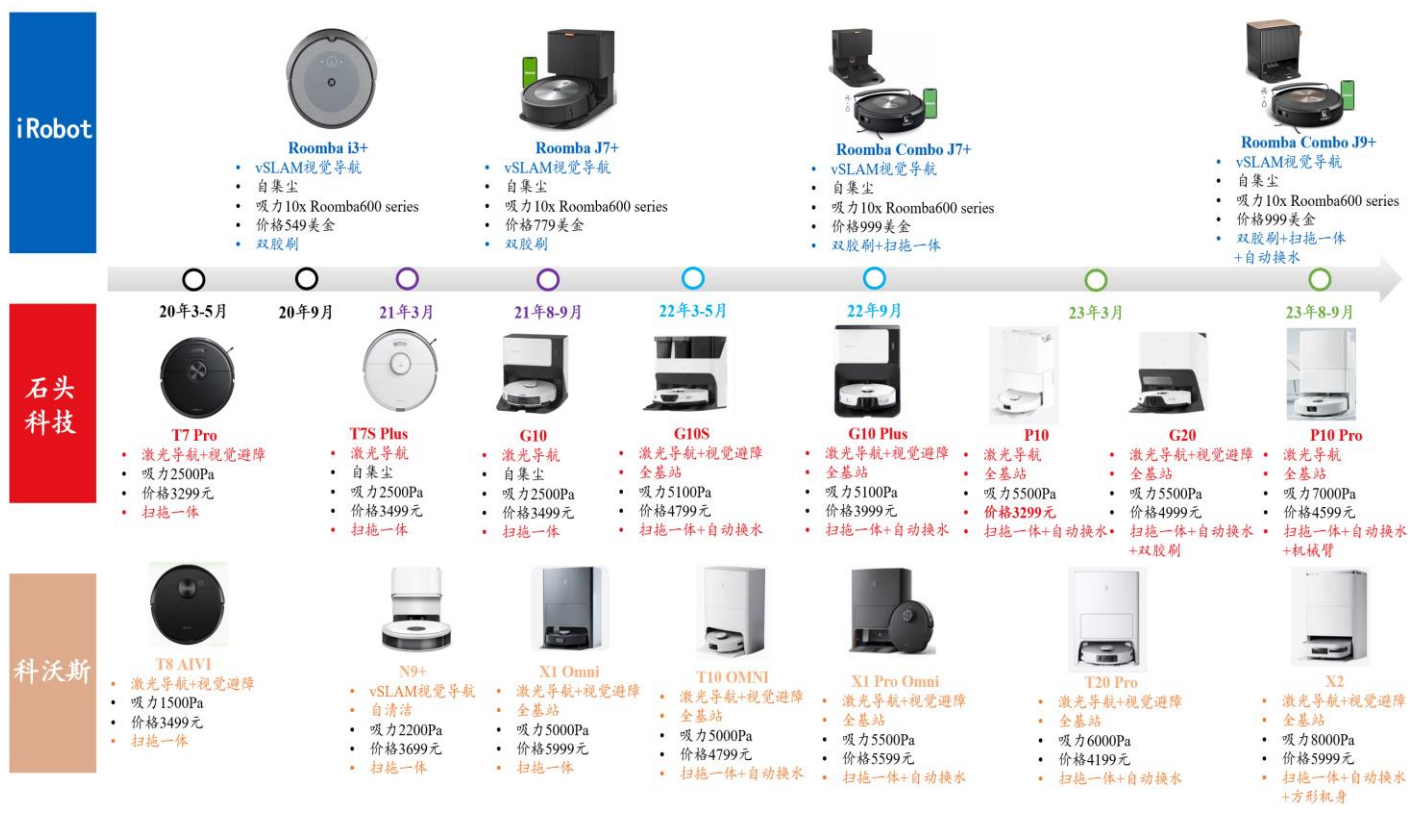 iRobot
Roomba i3+
• vSLAM视觉导航
• 自集尘
• 吸力10x Roomba600 series
• 价格549美金
• 双胶刷
Roomba J7+
• vSLAM视觉导航
• 自集尘
• 吸力10x Roomba600 series
• 价格779美金
• 双胶刷
Roomba Combo J7+
• vSLAM视觉导航
• 自集尘
• 吸力10x Roomba600 series
• 价格999美金
• 双胶刷+扫拖一体
Roomba Combo J9+
• vSLAM视觉导航
• 自集尘
• 吸力10x Roomba600 series
• 价格999美金
• 双胶刷+扫拖一体
+自动换水
20年3-5月
20年9月
21年3月
21年8-9月
22年3-5月
22年9月
23年3月
23年8-9月
石头
科技
T7 Pro
• 激光导航+视觉避障
• 吸力2500Pa
• 价格3299元
• 扫拖一体
T7S Plus
• 激光导航
• 自集尘
• 吸力2500Pa
• 价格3499元
• 扫拖一体
G10
• 激光导航
• 自集尘
• 吸力2500Pa
• 价格3499元
• 扫拖一体
G10S
• 激光导航+视觉避障
• 全基站
• 吸力5100Pa
• 价格4799元
• 扫拖一体+自动换水
G10 Plus
• 激光导航+视觉避障
• 全基站
• 吸力5100Pa
• 价格3999元
• 扫拖一体+自动换水
P10
• 激光导航
• 全基站
• 吸力5500Pa
• 价格3299元
• 扫拖一体+自动换水
G20
• 激光导航+视觉避障
• 全基站
• 吸力5500Pa
• 价格4999元
• 扫拖一体+自动换水
+双胶刷
P10 Pro
• 激光导航
• 全基站
• 吸力7000Pa
• 价格4599元
• 扫拖一体+自动换水
+机械臂
科沃斯
T8 AIVI
• 激光导航+视觉避障
• 吸力1500Pa
• 价格3499元
• 扫拖一体
N9+
• vSLAM视觉导航
• 自清洁
• 吸力2200Pa
• 价格3699元
• 扫拖一体
X1 Omni
• 激光导航+视觉避障
• 全基站
• 吸力5000Pa
• 价格5999元
• 扫拖一体
T10 OMNI
• 激光导航+视觉避障
• 全基站
• 吸力5000Pa
• 价格4799元
• 扫拖一体+自动换水
X1 Pro Omni
• 激光导航+视觉避障
• 全基站
• 吸力5500Pa
• 价格5599元
• 扫拖一体+自动换水
T20 Pro
• 激光导航+视觉避障
• 全基站
• 吸力6000Pa
• 价格4199元
• 扫拖一体+自动换水
X2
• 激光导航+视觉避障
• 全基站
• 吸力8000Pa
• 价格5999元
• 扫拖一体+自动换水
+方形机身